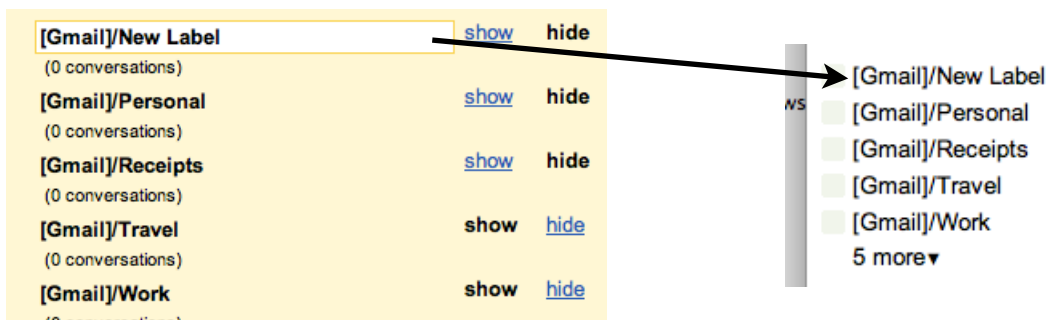 [Gmail]/New Label show hide
(0 conversations)
[Gmail]/Personal show hide
(0 conversations)
[Gmail]/Receipts show hide
(0 conversations)
[Gmail]/Travel show hide
(0 conversations)
[Gmail]/Work show hide
ws
[Gmail]/New Label
[Gmail]/Personal
[Gmail]/Receipts
[Gmail]/Travel
[Gmail]/Work
5 more▾